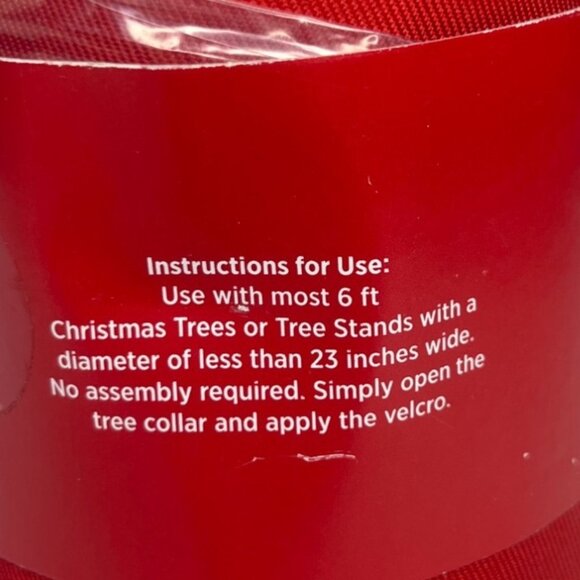 Instructions for Use:
Use with most 6 ft
Christmas Trees or Tree Stands with a
diameter of less than 23 inches wide.
No assembly required. Simply open the
tree collar and apply the velcro.